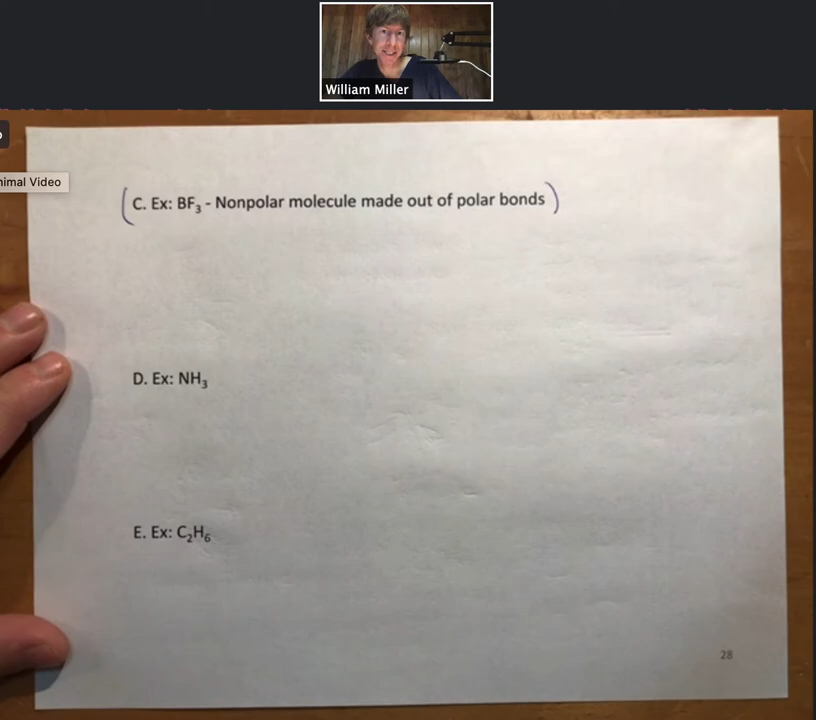 William Miller
nimal Video
(C. Ex: BF₃ - Nonpolar molecule made out of polar bonds)
D. Ex: NH₃
E. Ex: C₂H₆
28